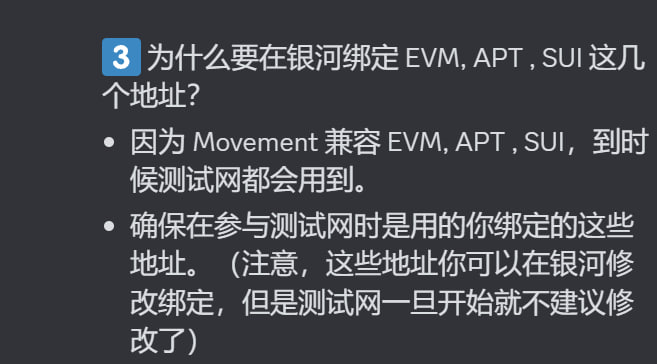 3 为什么要在银河绑定 EVM, APT , SUI 这几
个地址？
• 因为 Movement 兼容 EVM, APT , SUI，到时
候测试网都会用到。
• 确保在参与测试网时是用的你绑定的这些
地址。（注意，这些地址你可以在银河修
改绑定，但是测试网一旦开始就不建议修
改了）